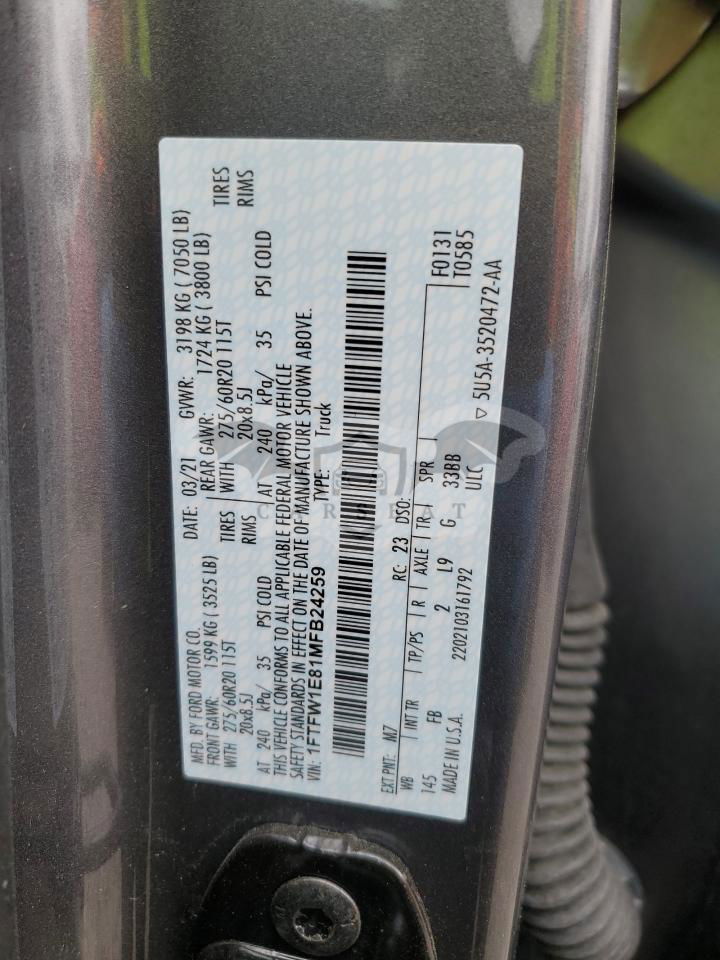 MFD. BY FORD MOTOR CO. DATE: 03/21 GVWR: 3198 KG ( 7050 LB)
FRONT GAWR: 1599 KG ( 3525 LB) REAR GAWR: 1724 KG ( 3800 LB)
WITH 275/60R20 115T TIRES WITH 275/60R20 115T TIRES
20x8.5J RIMS 20x8.5J RIMS
AT 240 kPa/ 35 PSI COLD AT 240 kPa/ 35 PSI COLD
THIS VEHICLE CONFORMS TO ALL APPLICABLE FEDERAL MOTOR VEHICLE
SAFETY STANDARDS IN EFFECT ON THE DATE OF MANUFACTURE SHOWN ABOVE.
VIN: 1FTFW1E81MFB24259 TYPE: Truck
EXT PNT: M7 RC: 23 DSO: F0131
WB INT TR TP/PS R AXLE TR SPR T0585
145 FB 2 L9 G 33BB
MADE IN U.S.A. 2202103161792 ULC ▽ 5U5A-3520472-AA